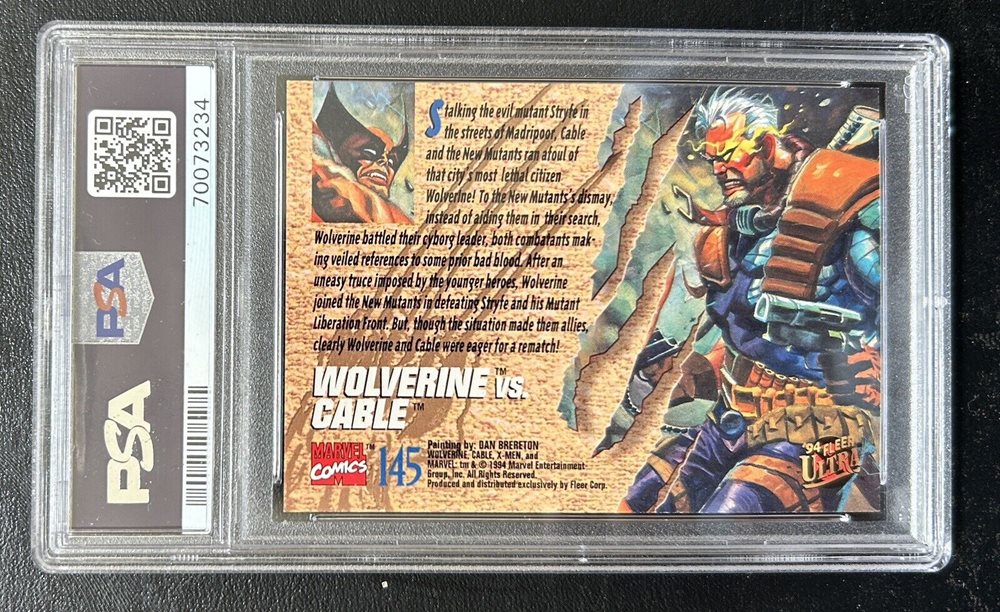 70073234
PSA
PSA
Stalking the evil mutant Stryfe in
the streets of Madripoor, Cable
and the New Mutants ran afoul of
that city's most lethal citizen
Wolverine! To the New Mutants's dismay,
instead of aiding them in their search,
Wolverine battled their cyborg leader, both combatants mak-
ing veiled references to some prior bad blood. After an
uneasy truce imposed by the younger heroes, Wolverine
joined the New Mutants in defeating Stryfe and his Mutant
Liberation Front. But, though the situation made them allies,
clearly Wolverine and Cable were eager for a rematch!
WOLVERINE™ VS.
CABLE™
MARVEL™
COMICS
M
145
Painting by: DAN BRERETON
WOLVERINE, CABLE, X-MEN, and
MARVEL: tm & © 1994 Marvel Entertainment
Group, Inc. All Rights Reserved.
Produced and distributed exclusively by Fleer Corp.
'94 FLEER
ULTRA